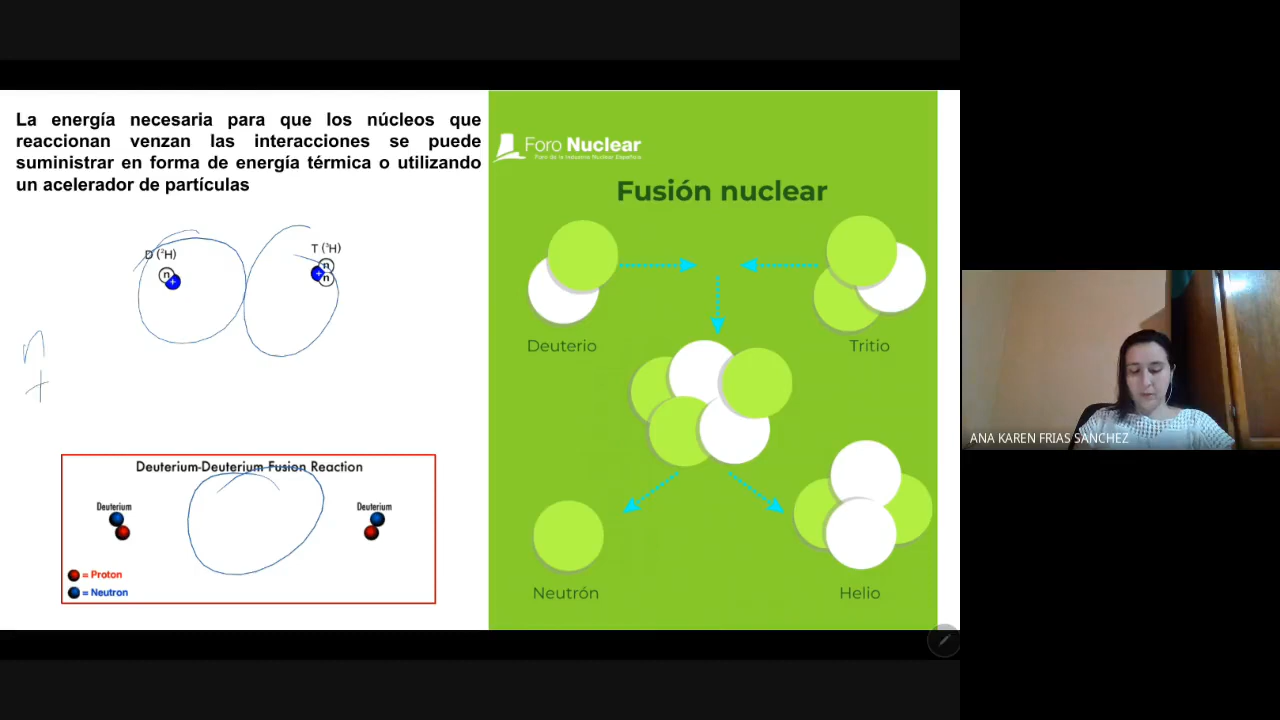 La energía necesaria para que los núcleos que
reaccionan venzan las interacciones se puede
suministrar en forma de energía térmica o utilizando
un acelerador de partículas
D (²H)
n
+
T (³H)
n
+
n
n
+
Deuterium-Deuterium Fusion Reaction
Deuterium
Deuterium
= Proton
= Neutron
Foro Nuclear
Foro de la Industria Nuclear Española
Fusión nuclear
Deuterio
Tritio
Neutrón
Helio
ANA KAREN FRIAS SANCHEZ